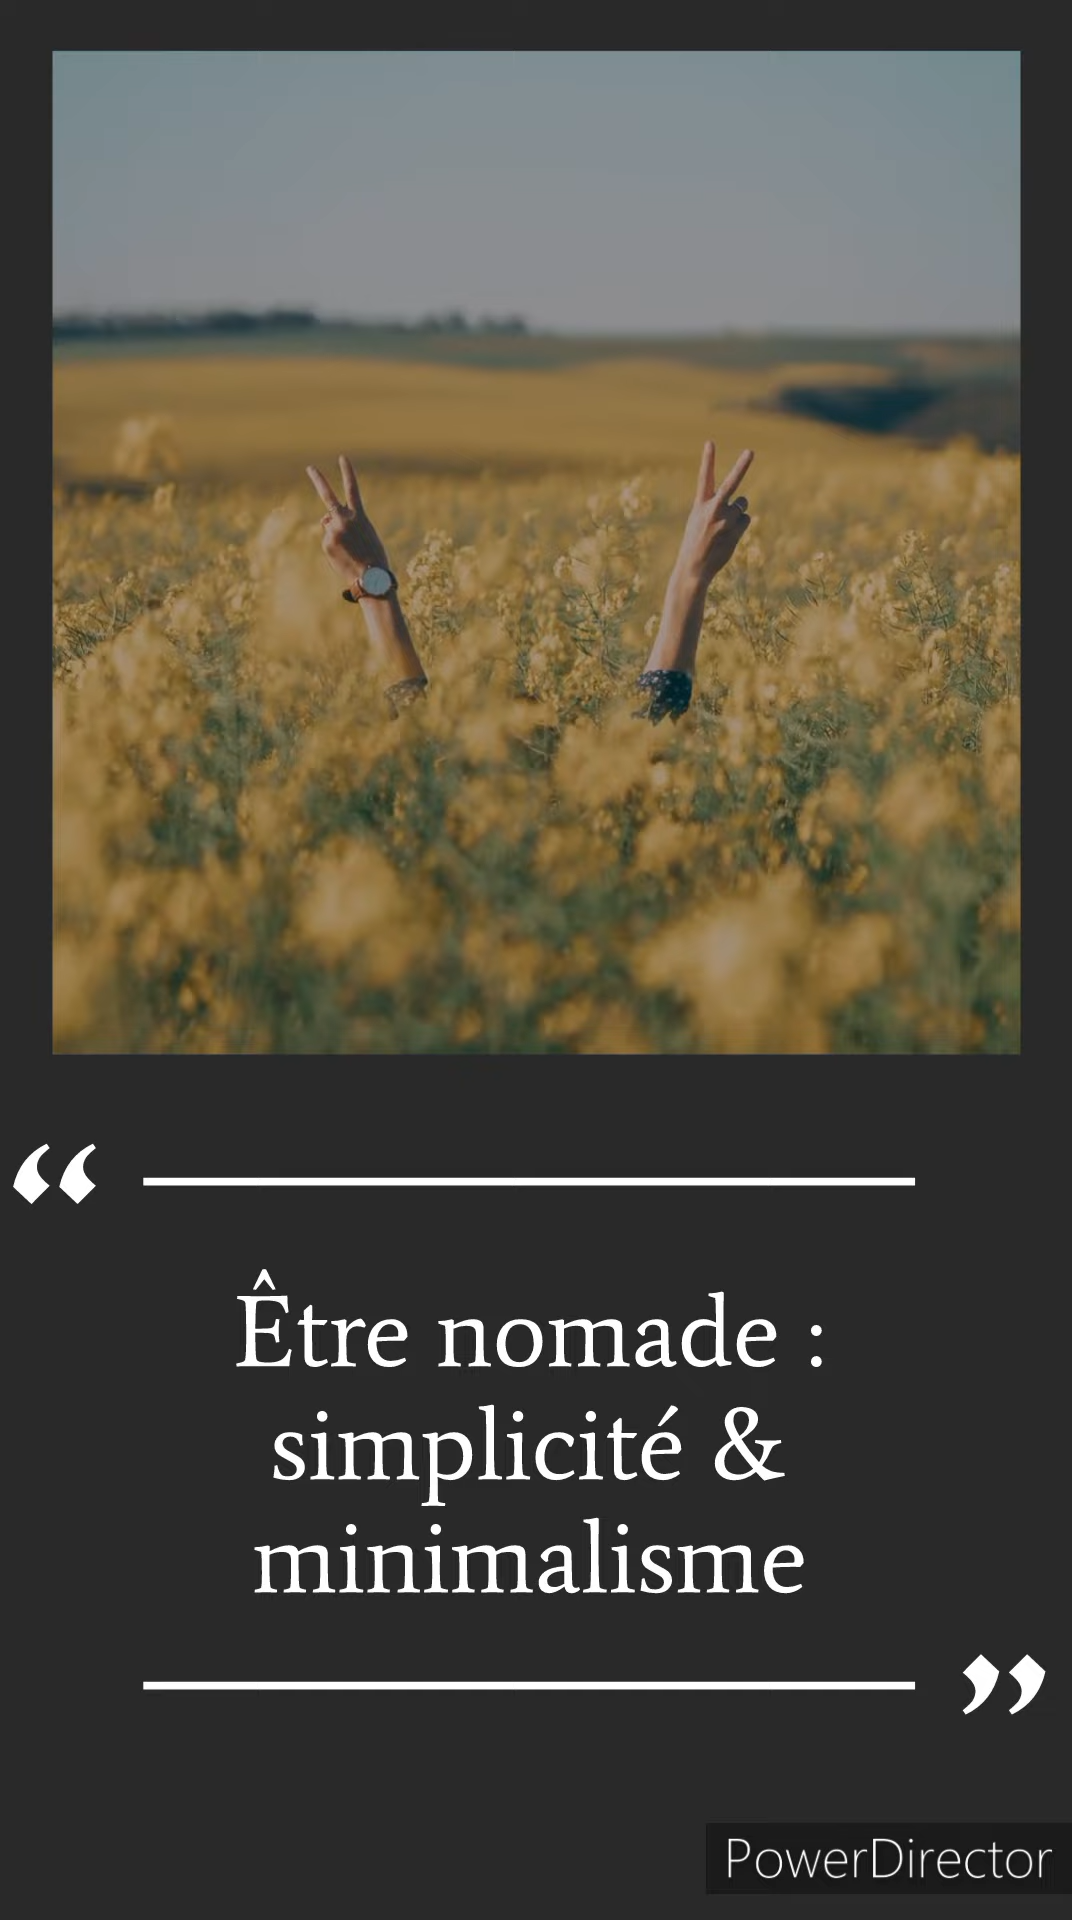 “
Être nomade :
simplicité &
minimalisme
”
PowerDirector